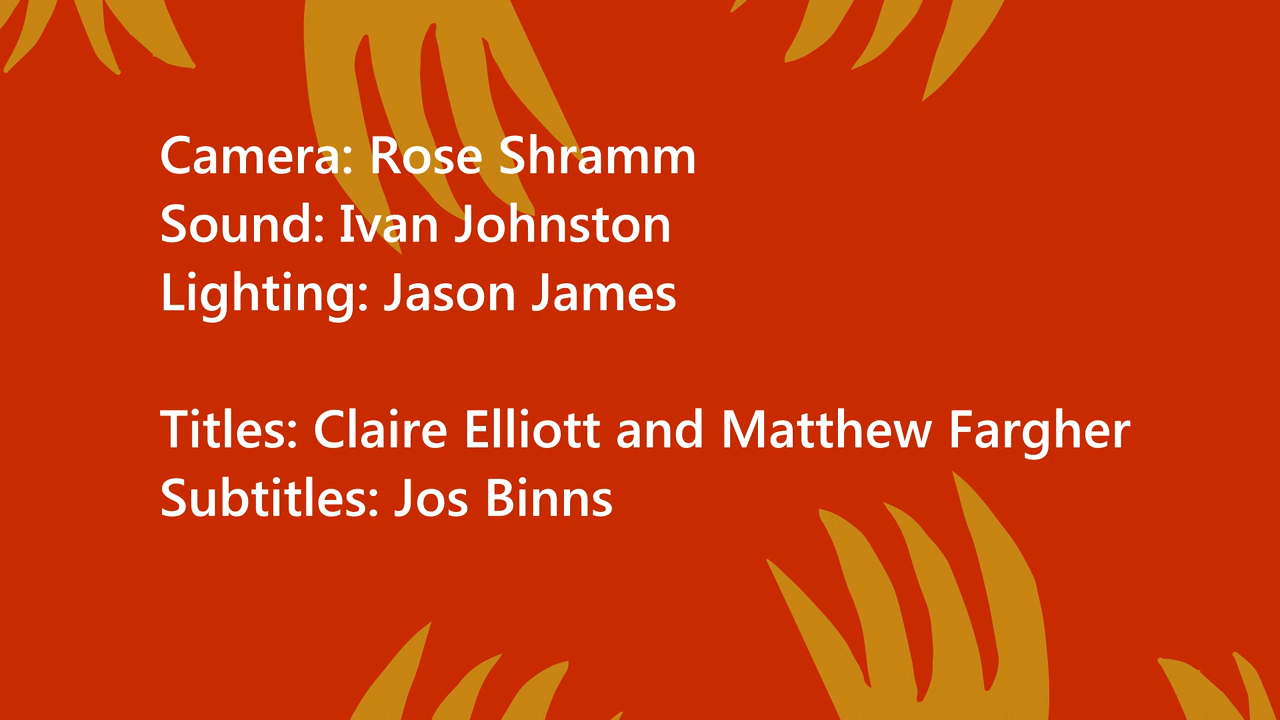 Camera: Rose Shramm
Sound: Ivan Johnston
Lighting: Jason James
Titles: Claire Elliott and Matthew Fargher
Subtitles: Jos Binns